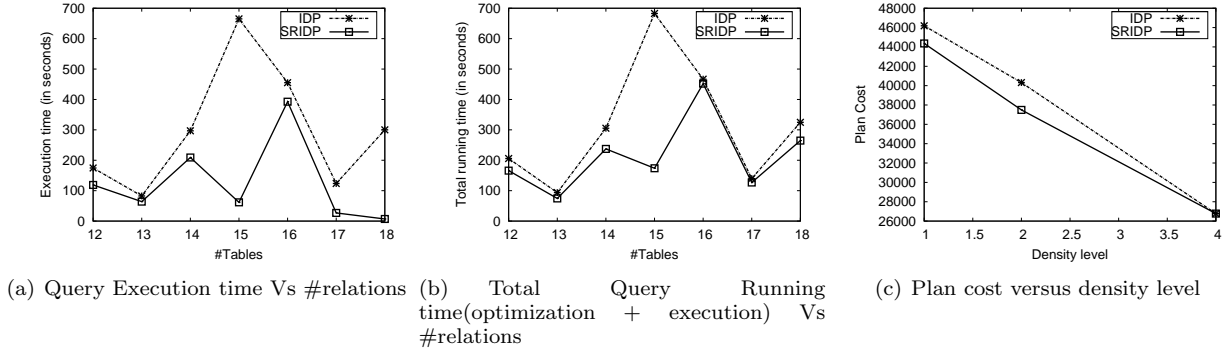 700
600
500
400
300
200
100
0
12 13 14 15 16 17 18
Execution time (in seconds)
#Tables
IDP
SRIDP
(a) Query Execution time Vs #relations
700
600
500
400
300
200
100
0
12 13 14 15 16 17 18
Total running time (in seconds)
#Tables
IDP
SRIDP
(b) Total Query Running
time(optimization + execution) Vs
#relations
48000
46000
44000
42000
40000
38000
36000
34000
32000
30000
28000
26000
1 1.5 2 2.5 3 3.5 4
Plan Cost
Density level
IDP
SRIDP
(c) Plan cost versus density level